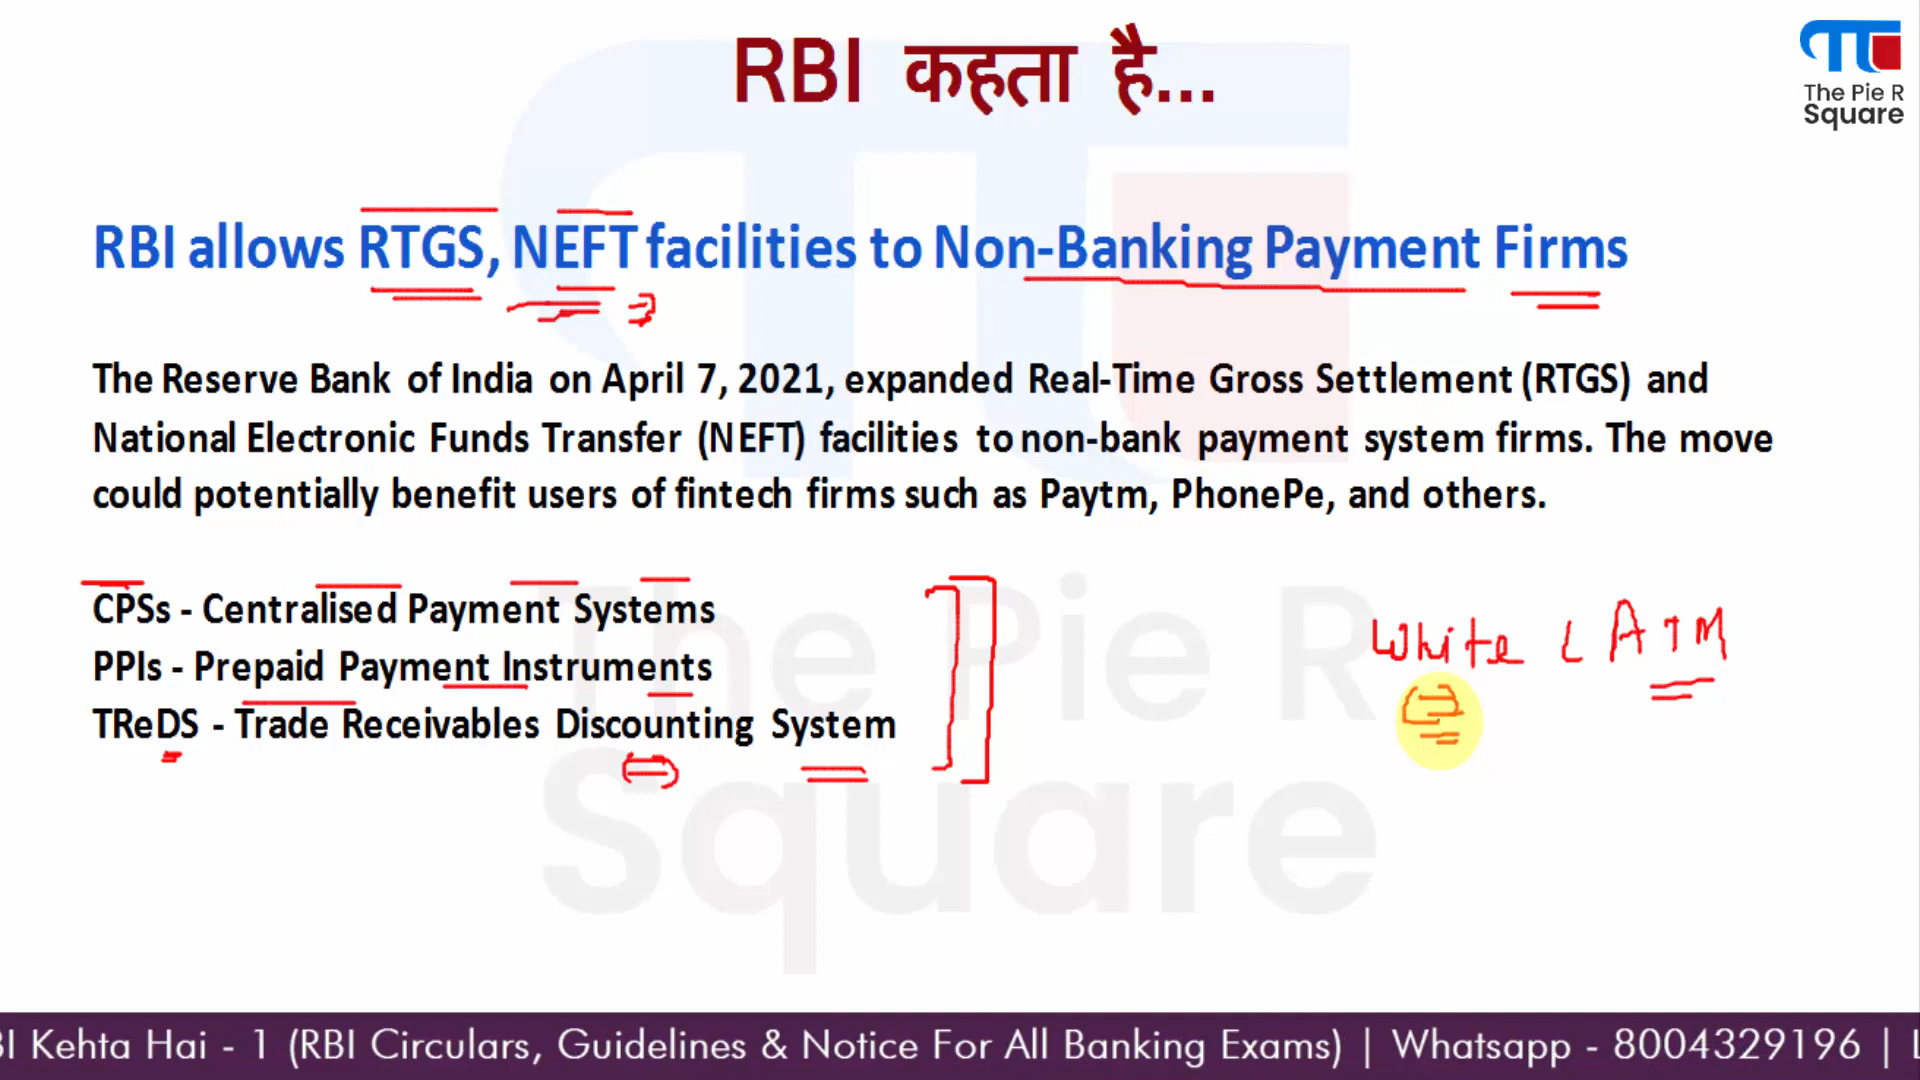 RBI कहता है...
The Pie R
Square
RBI allows RTGS, NEFT facilities to Non-Banking Payment Firms
The Reserve Bank of India on April 7, 2021, expanded Real-Time Gross Settlement (RTGS) and
National Electronic Funds Transfer (NEFT) facilities to non-bank payment system firms. The move
could potentially benefit users of fintech firms such as Paytm, PhonePe, and others.
CPSs - Centralised Payment Systems
PPIs - Prepaid Payment Instruments
TReDS - Trade Receivables Discounting System
White L ATM
The Pie R
Square
BI Kehta Hai - 1 (RBI Circulars, Guidelines & Notice For All Banking Exams) | Whatsapp - 8004329196 | L